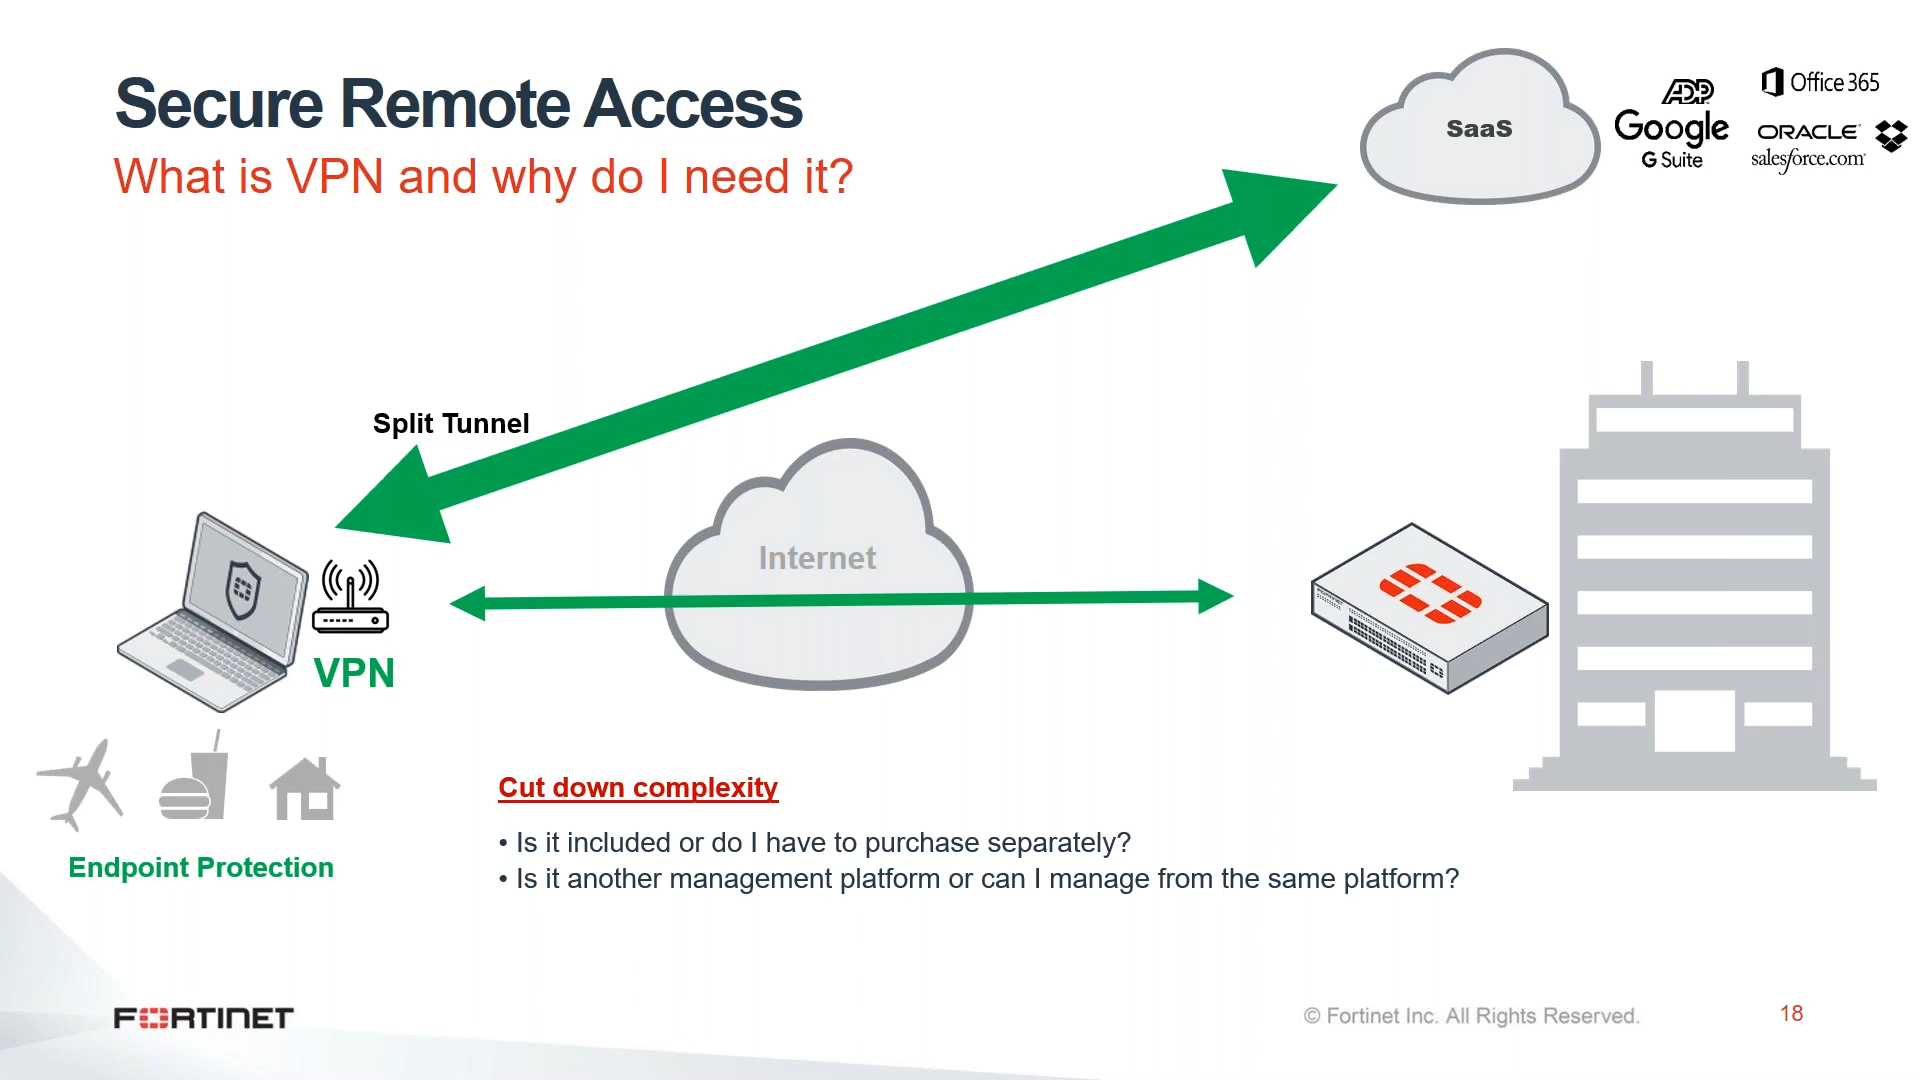 Secure Remote Access
What is VPN and why do I need it?
SaaS
ADP
Google
G Suite
Office 365
ORACLE
salesforce.com
Split Tunnel
Internet
VPN
Endpoint Protection
Cut down complexity
• Is it included or do I have to purchase separately?
• Is it another management platform or can I manage from the same platform?
FORTINET
© Fortinet Inc. All Rights Reserved.
18